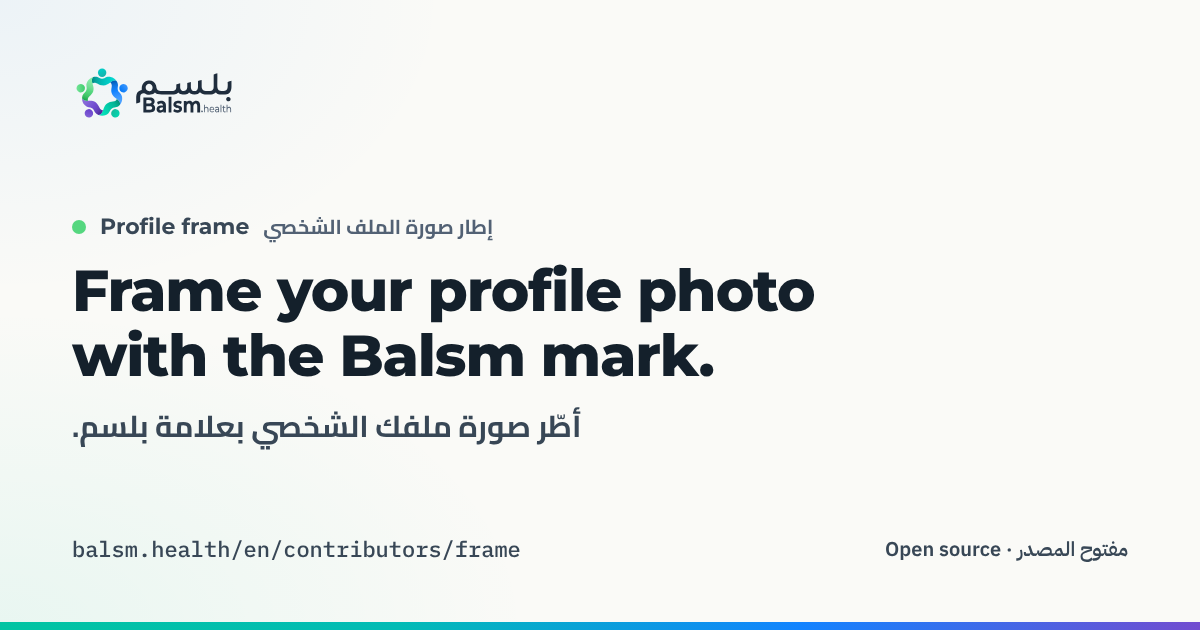 بلسم
Balsm.health
Profile frame إطار صورة الملف الشخصي
Frame your profile photo
with the Balsm mark.
أطّر صورة ملفك الشخصي بعلامة بلسم.
balsm.health/en/contributors/frame
Open source · مفتوح المصدر